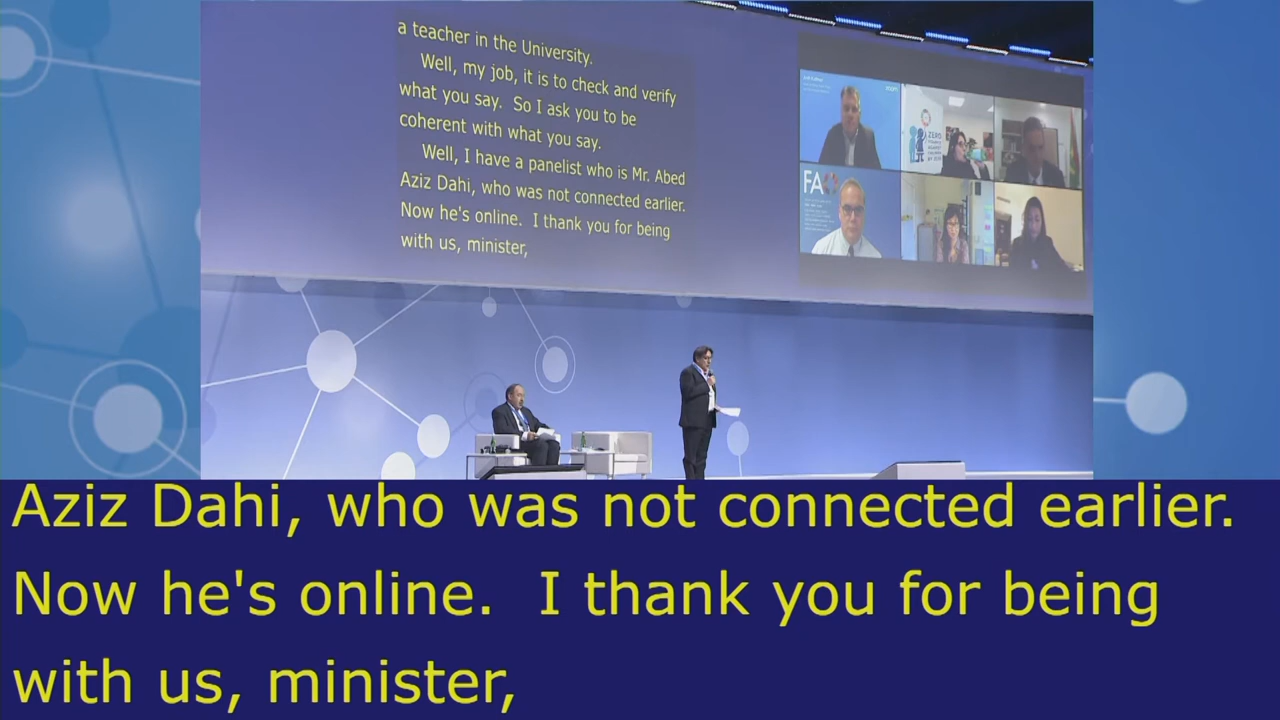 a teacher in the University.
Well, my job, it is to check and verify
what you say. So I ask you to be
coherent with what you say.
Well, I have a panelist who is Mr. Abed
Aziz Dahi, who was not connected earlier.
Now he's online. I thank you for being
with us, minister,
FAO
ZERO
Aziz Dahi, who was not connected earlier.
Now he's online. I thank you for being
with us, minister,